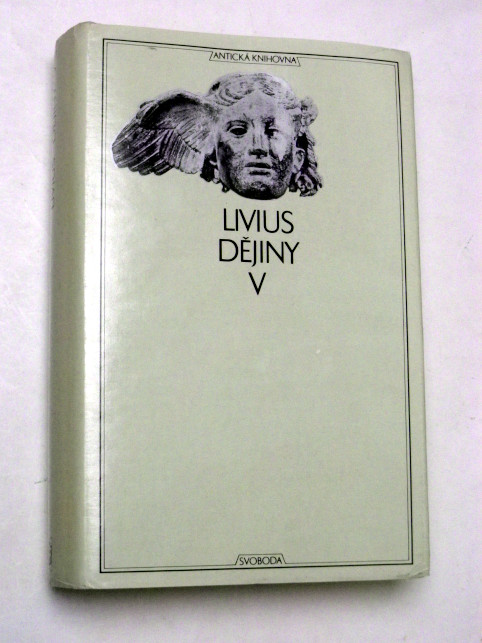 ANTICKÁ KNIHOVNA
LIVIUS
DĚJINY
V
SVOBODA